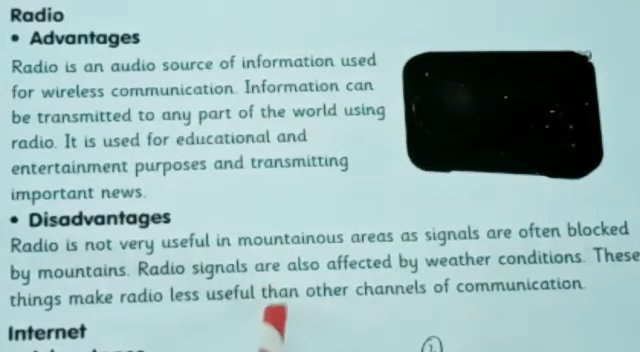 Radio
• Advantages
Radio is an audio source of information used
for wireless communication. Information can
be transmitted to any part of the world using
radio. It is used for educational and
entertainment purposes and transmitting
important news.
• Disadvantages
Radio is not very useful in mountainous areas as signals are often blocked
by mountains. Radio signals are also affected by weather conditions. These
things make radio less useful than other channels of communication.
Internet